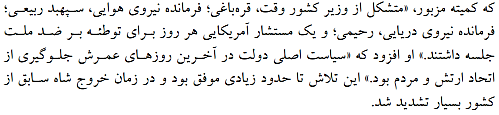 که کمیته مزبور، «متشکل از وزیر کشور وقت، قره‌باغی؛ فرمانده نیروی هوایی، سپهبد ربیعی؛
فرمانده نیروی دریایی، رحیمی؛ و یک مستشار آمریکایی هر روز برای توطئه بر ضد ملت
جلسه داشتند.» او افزود که «سیاست اصلی دولت در آخرین روزهای عمرش جلوگیری از
اتحاد ارتش و مردم بود.» این تلاش تا حدود زیادی موفق بود و در زمان خروج شاه سابق از
کشور بسیار تشدید شد.